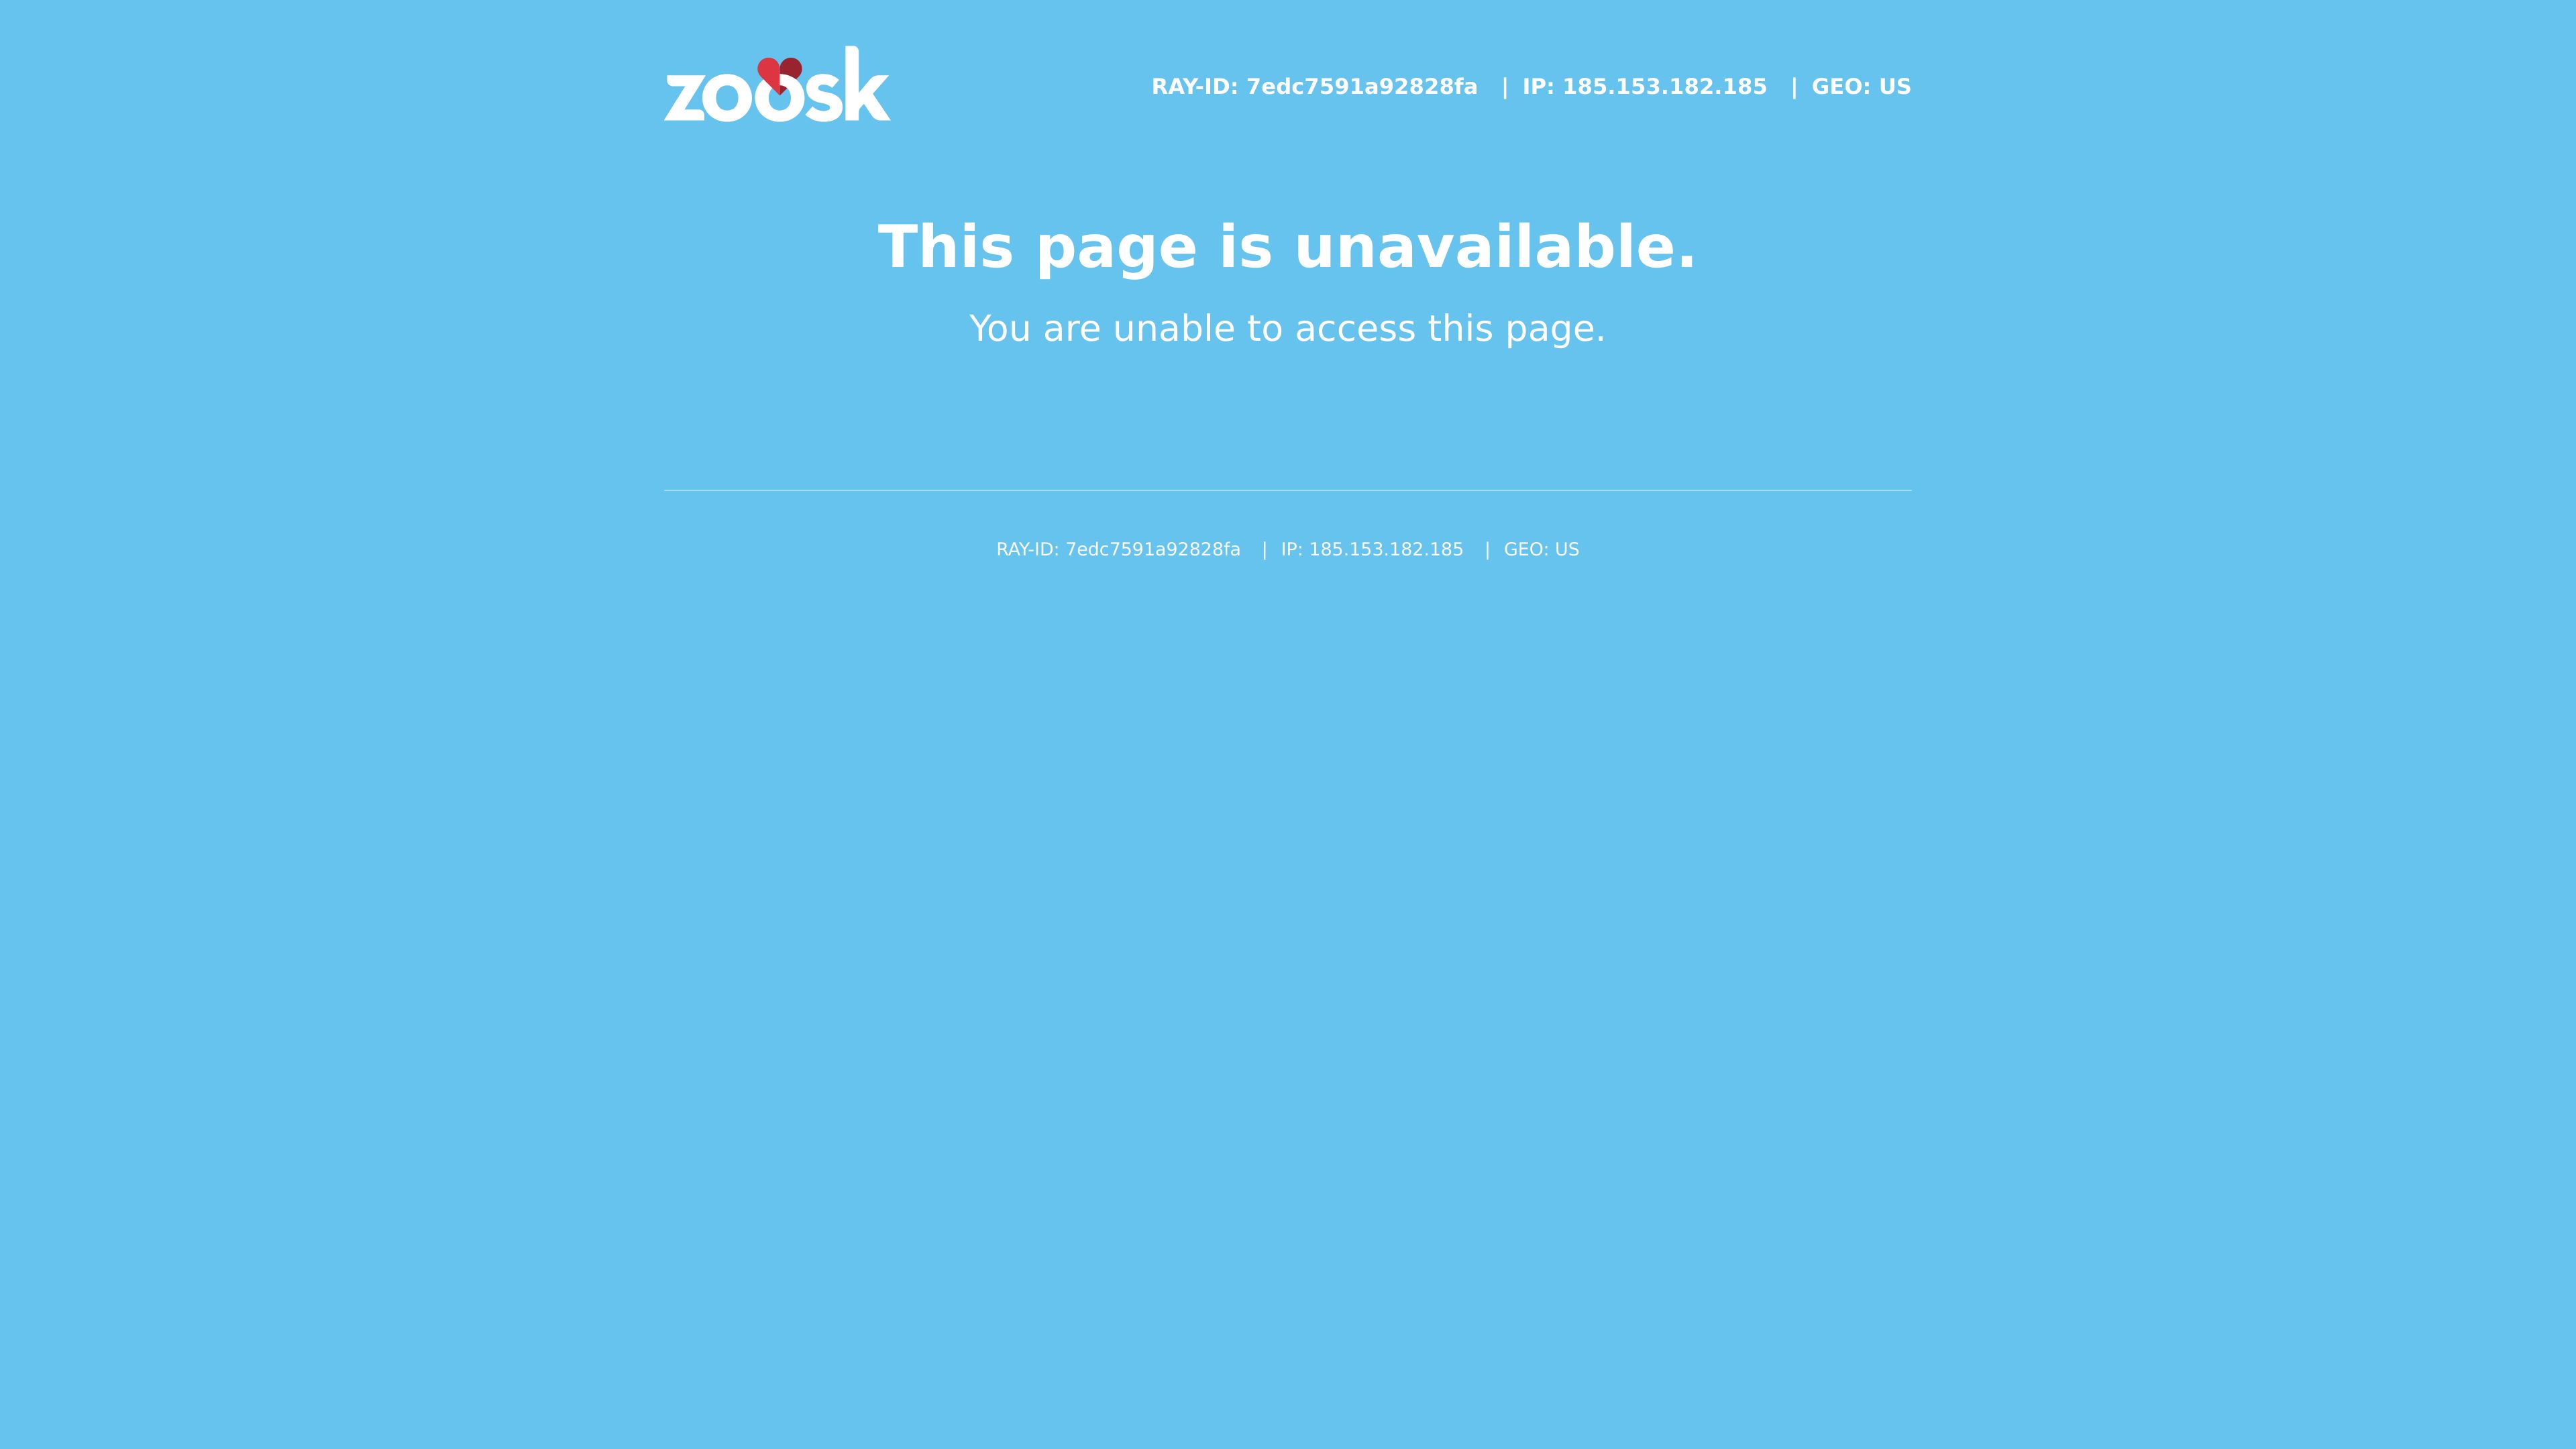 zoosk
RAY-ID: 7edc7591a92828fa | IP: 185.153.182.185 | GEO: US
This page is unavailable.
You are unable to access this page.
RAY-ID: 7edc7591a92828fa | IP: 185.153.182.185 | GEO: US